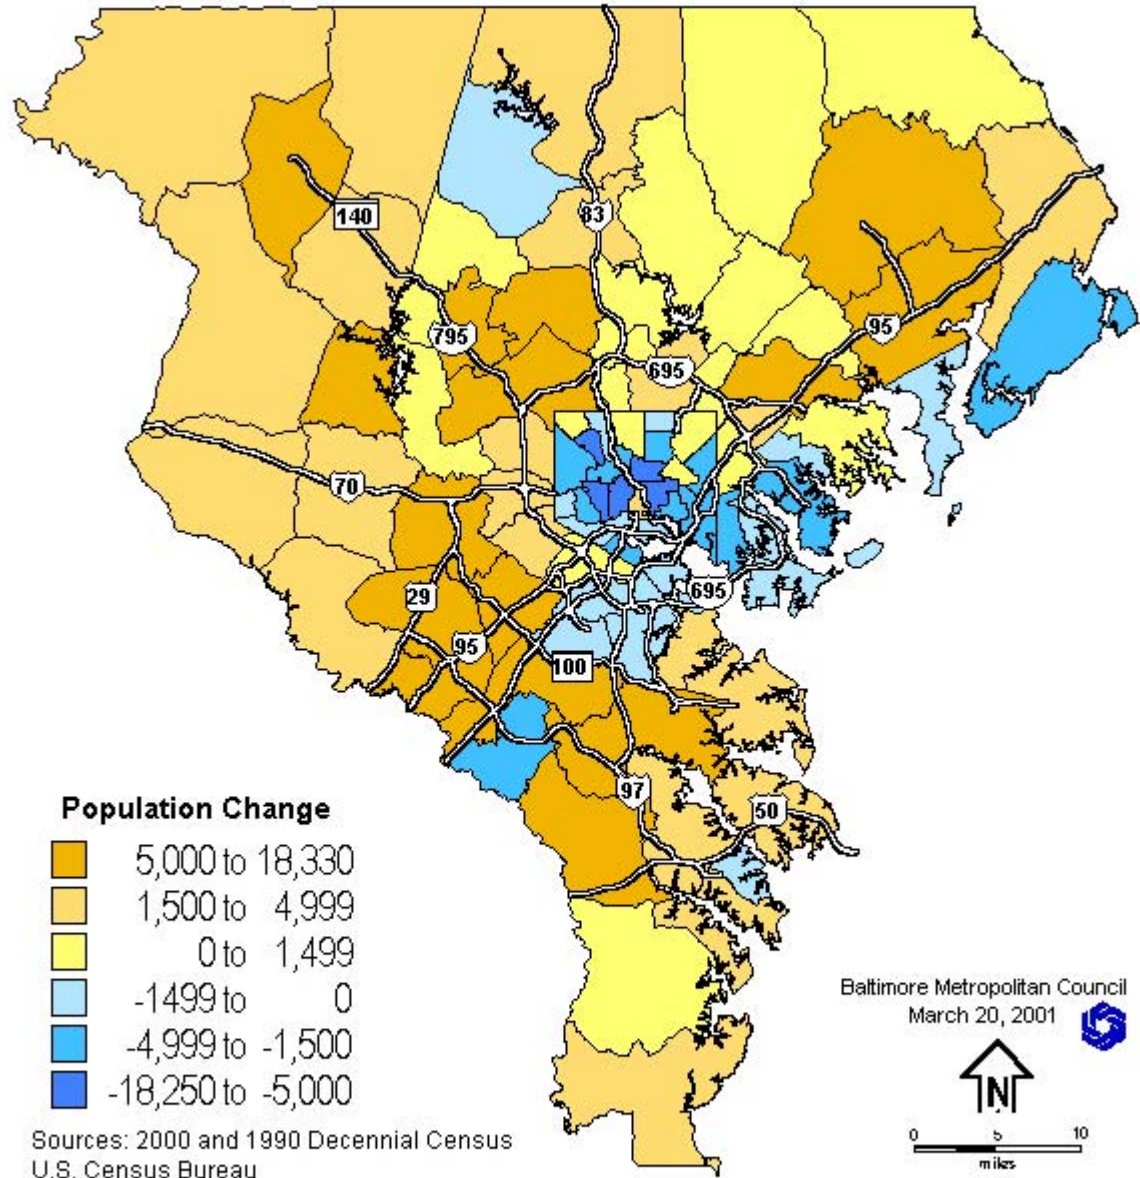 140
83
795
95
695
70
29
695
95
100
97
50
Population Change
5,000 to 18,330
1,500 to 4,999
0 to 1,499
-1499 to 0
-4,999 to -1,500
-18,250 to -5,000
Sources: 2000 and 1990 Decennial Census
U.S. Census Bureau
Baltimore Metropolitan Council
March 20, 2001
N
0 5 10
miles